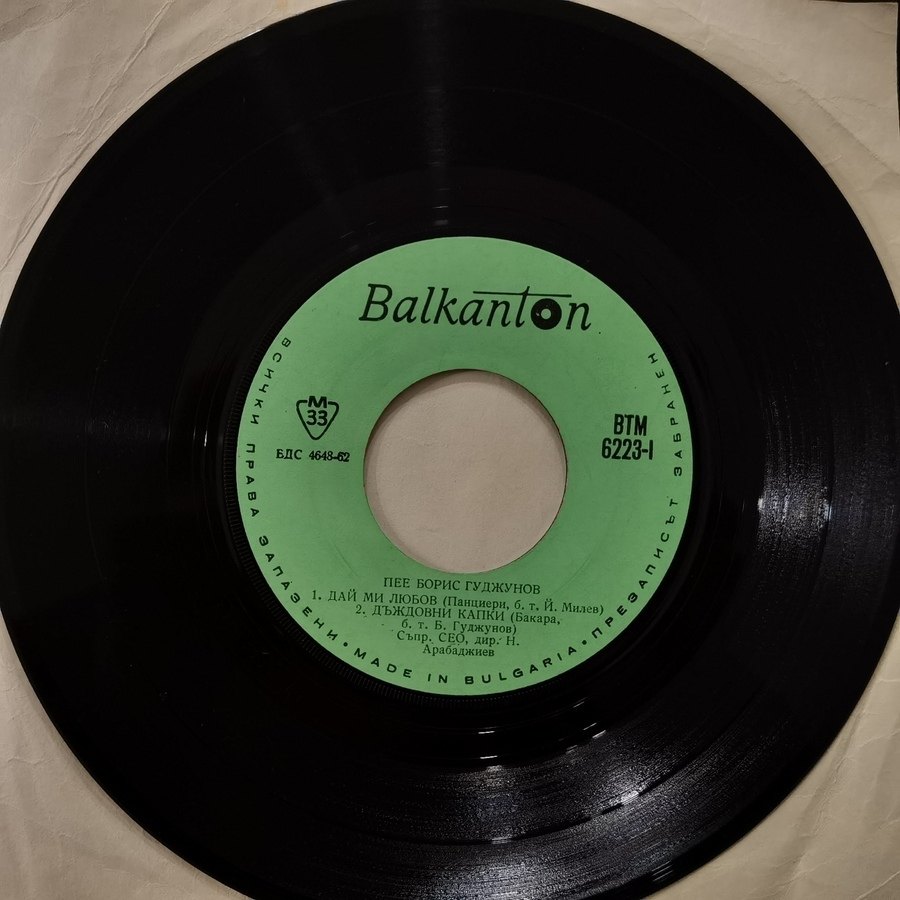 Balkanton
ВСИЧКИ ПРАВА ЗАПАЗЕНИ • MADE IN BULGARIA • ПРЕЗАПИСЪТ ЗАБРАНЕН
М
33
БДС 4648-62
ВТМ
6223-I
ПЕЕ БОРИС ГУДЖУНОВ
1. ДАЙ МИ ЛЮБОВ (Панциери, б. т. Й. Милев)
2. ДЪЖДОВНИ КАПКИ (Бакара,
б. т. Б. Гуджунов)
Съпр. СЕО, дир. Н.
Арабаджиев